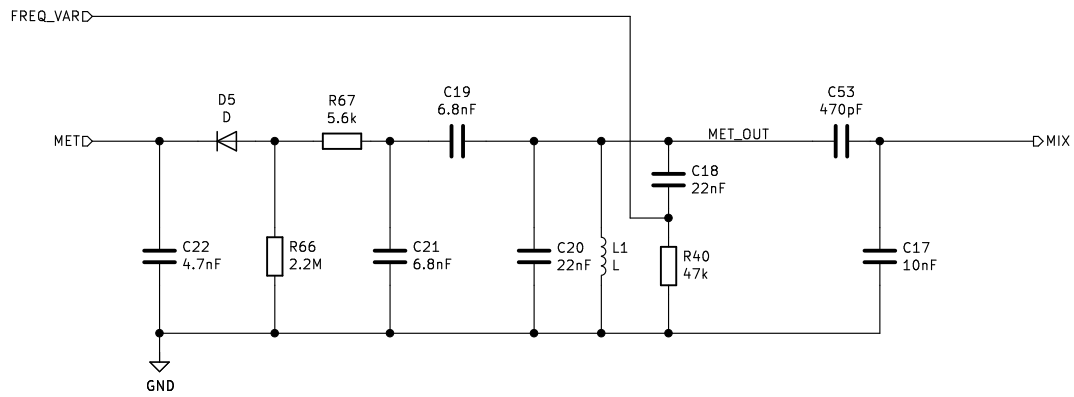 FREQ_VAR
D5
D
R67
5.6k
C19
6.8nF
C53
470pF
MET
MET_OUT
MIX
C18
22nF
C22
4.7nF
R66
2.2M
C21
6.8nF
C20
22nF
L1
L
R40
47k
C17
10nF
GND